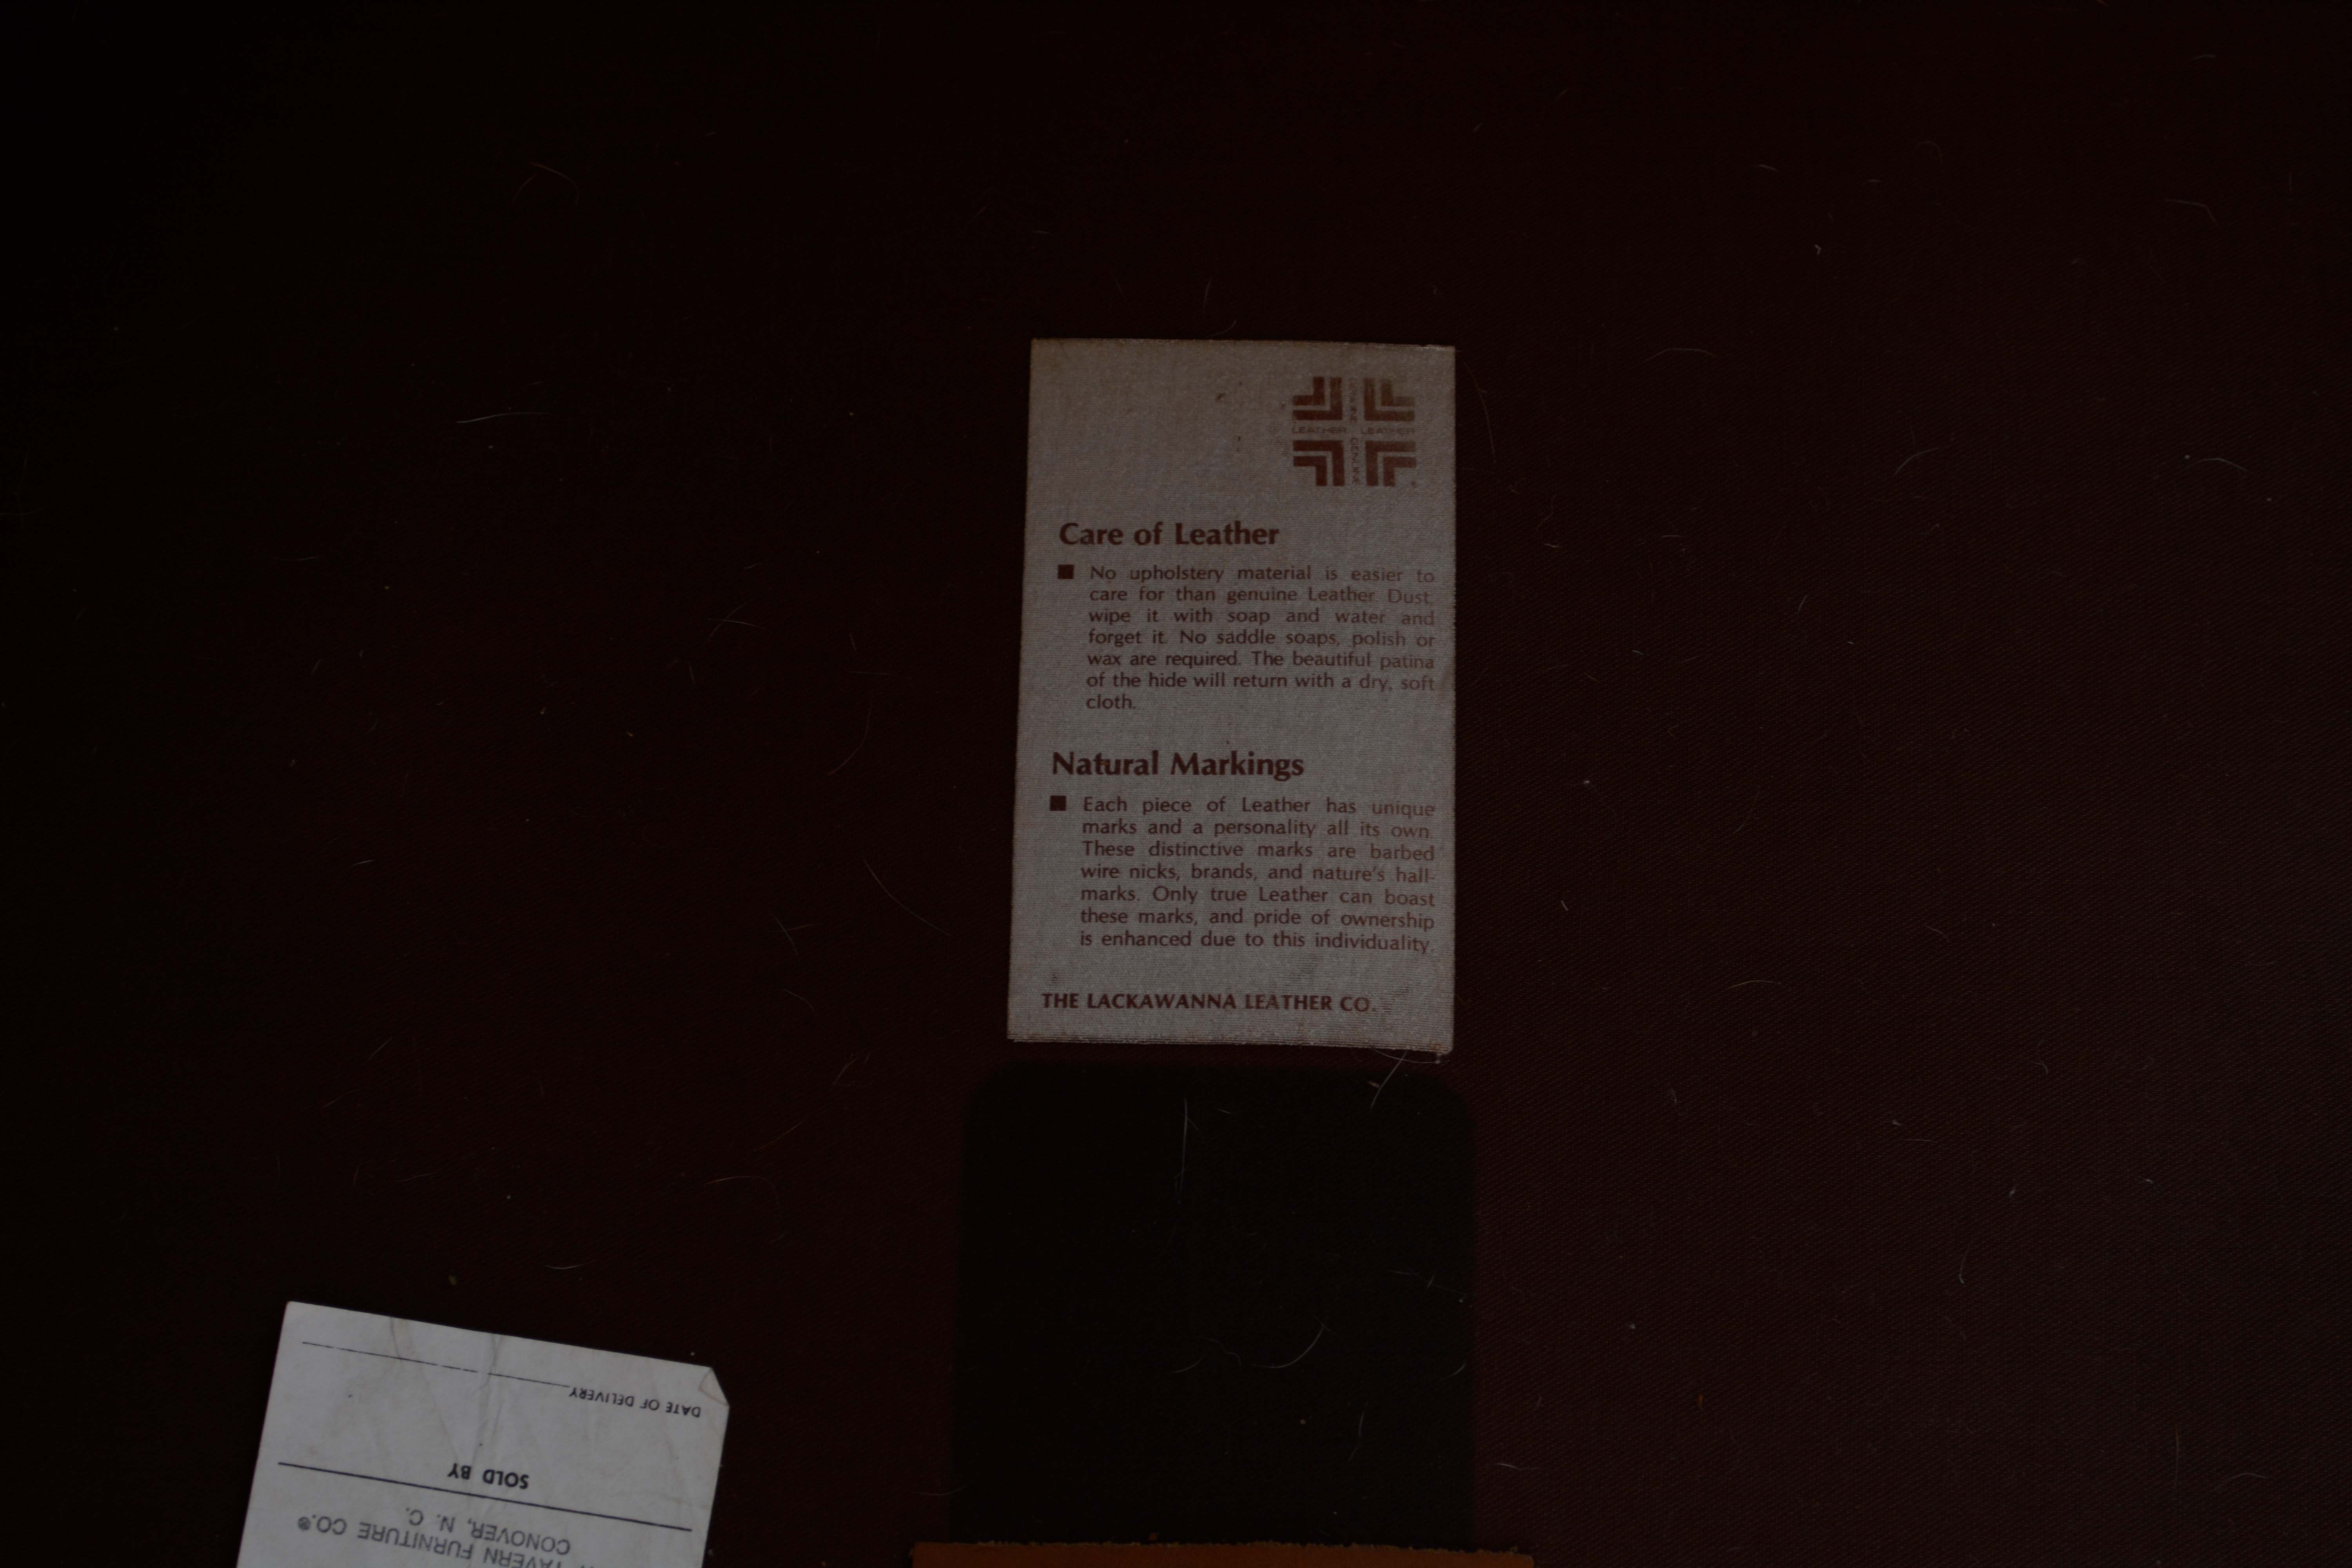 LEATHER LEATHER
Care of Leather
■ No upholstery material is easier to
care for than genuine Leather. Dust,
wipe it with soap and water and
forget it. No saddle soaps, polish or
wax are required. The beautiful patina
of the hide will return with a dry, soft
cloth.
Natural Markings
■ Each piece of Leather has unique
marks and a personality all its own.
These distinctive marks are barbed
wire nicks, brands, and nature's hall-
marks. Only true Leather can boast
these marks, and pride of ownership
is enhanced due to this individuality.
THE LACKAWANNA LEATHER CO.
TAVERN FURNITURE CO.®
CONOVER, N. C.
SOLD BY
DATE OF DELIVERY